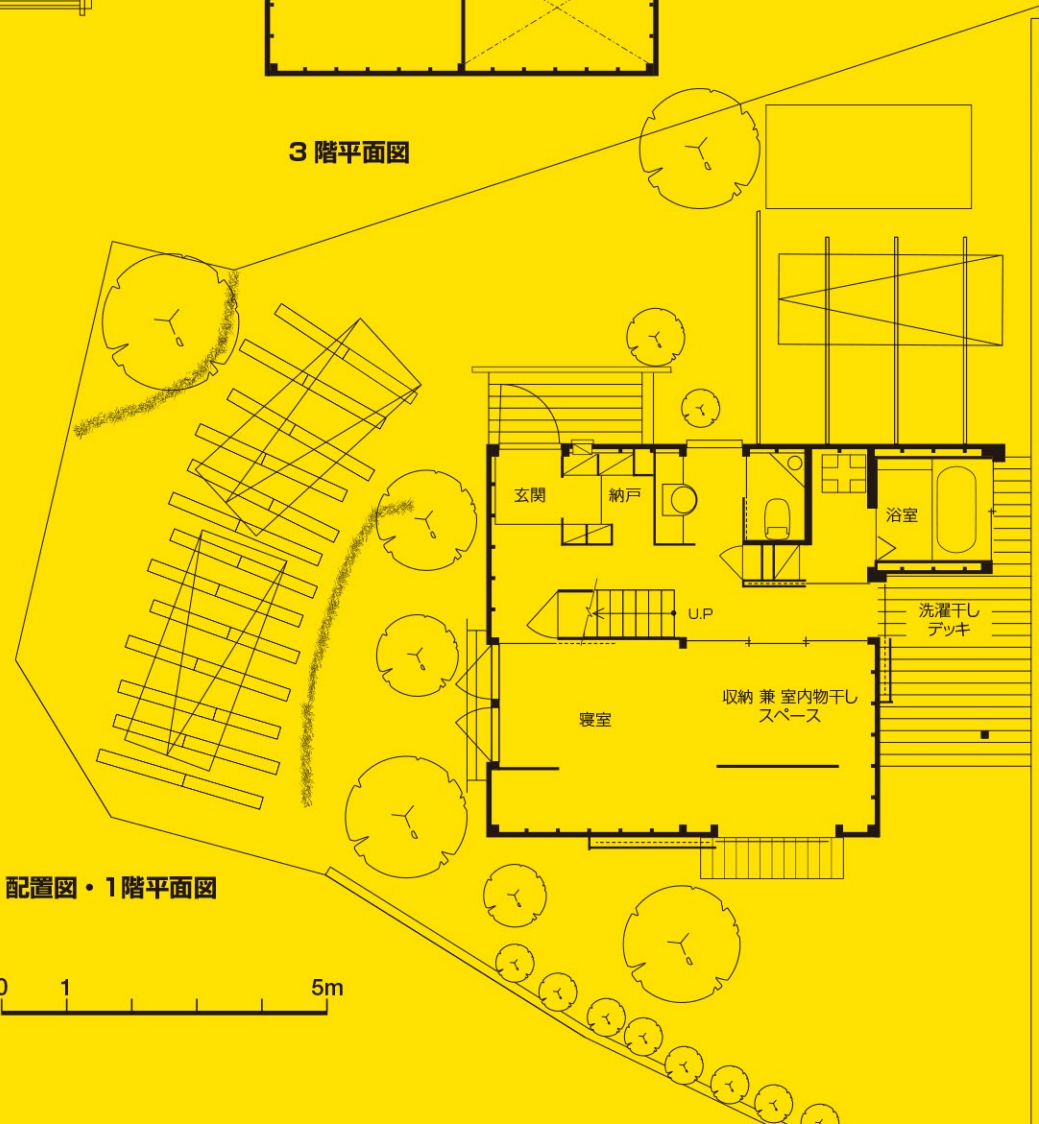 3 階平面図
玄関
納戸
浴室
U.P
洗濯干し
デッキ
収納 兼 室内物干し
スペース
寝室
配置図・1階平面図
0 1 5m